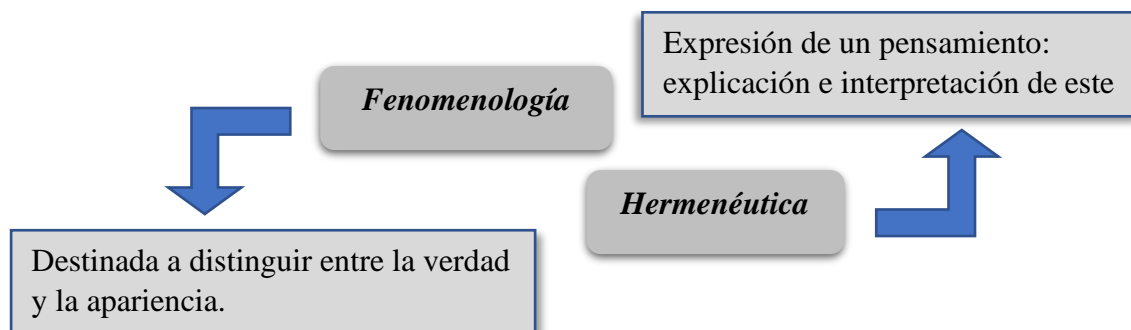 Expresión de un pensamiento:
explicación e interpretación de este
Fenomenología
Hermenéutica
Destinada a distinguir entre la verdad
y la apariencia.